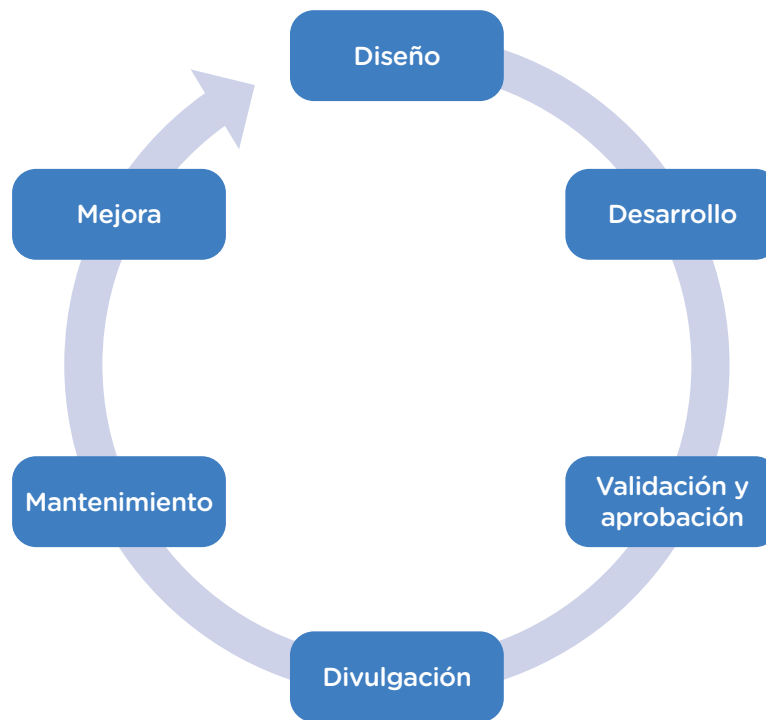 Diseño
Desarrollo
Validación y
aprobación
Divulgación
Mantenimiento
Mejora